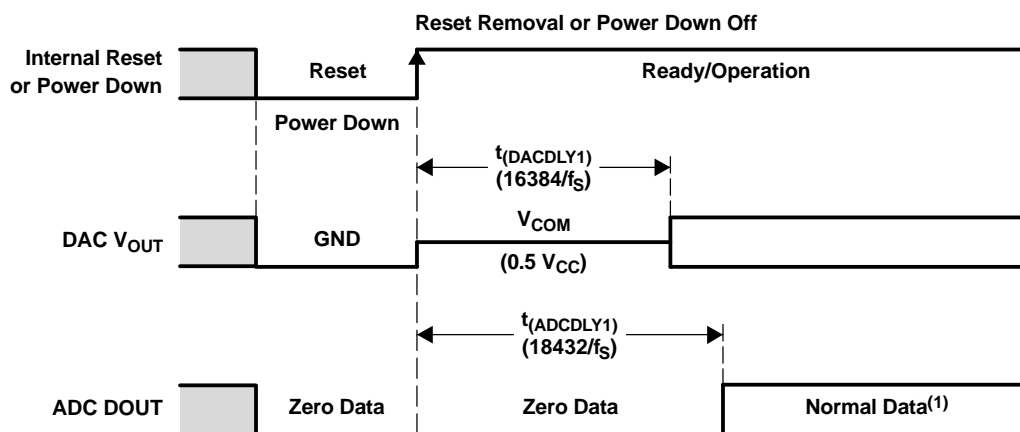 Reset Removal or Power Down Off
Internal Reset
or Power Down
Reset
Ready/Operation
Power Down
t(DACDLY1)
(16384/fS)
DAC VOUT
GND
VCOM
(0.5 VCC)
t(ADCDLY1)
(18432/fS)
ADC DOUT
Zero Data
Zero Data
Normal Data(1)